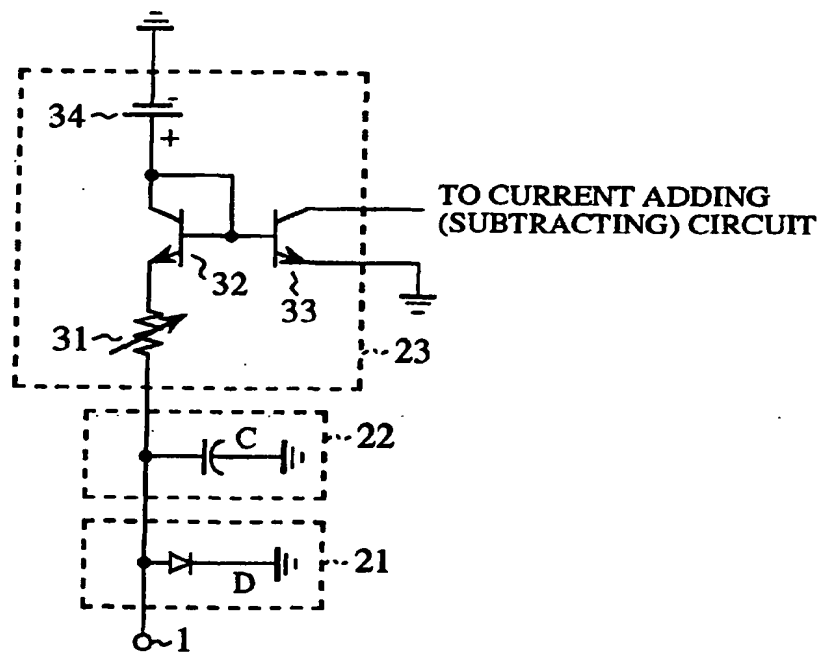 -
34
+
TO CURRENT ADDING
(SUBTRACTING) CIRCUIT
32
33
31
23
C
22
D
21
1